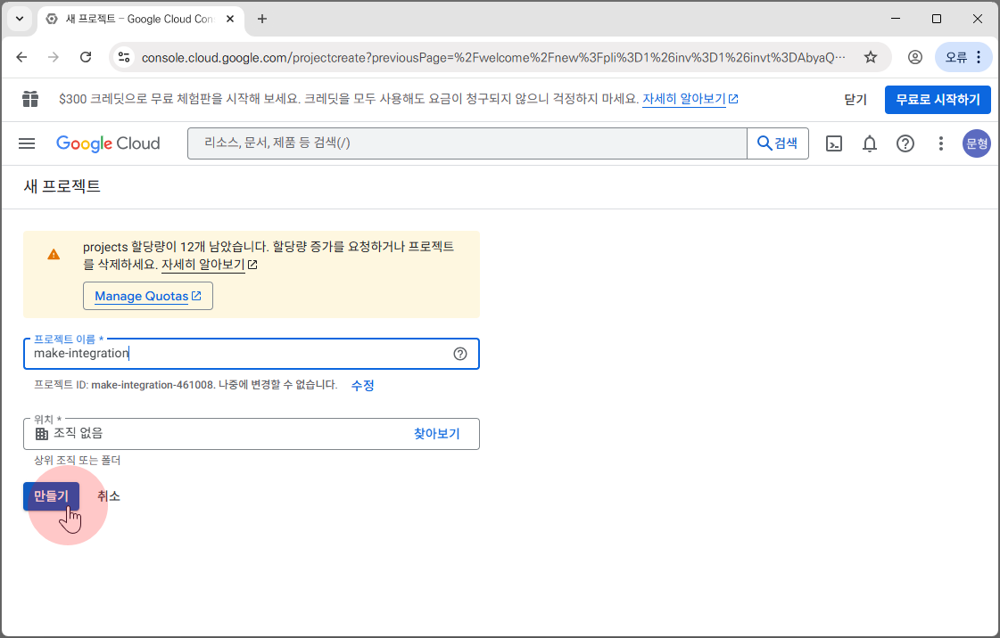 새 프로젝트 – Google Cloud Con
console.cloud.google.com/projectcreate?previousPage=%2Fwelcome%2Fnew%3Fpli%3D1%26inv%3D1%26invt%3DAbyaQ···
오류
$300 크레딧으로 무료 체험판을 시작해 보세요. 크레딧을 모두 사용해도 요금이 청구되지 않으니 걱정하지 마세요. 자세히 알아보기
닫기
무료로 시작하기
Google Cloud
리소스, 문서, 제품 등 검색(/)
검색
문형
새 프로젝트
projects 할당량이 12개 남았습니다. 할당량 증가를 요청하거나 프로젝트
를 삭제하세요. 자세히 알아보기
Manage Quotas
프로젝트 이름 *
make-integration
프로젝트 ID: make-integration-461008. 나중에 변경할 수 없습니다. 수정
위치 *
조직 없음
찾아보기
상위 조직 또는 폴더
만들기
취소